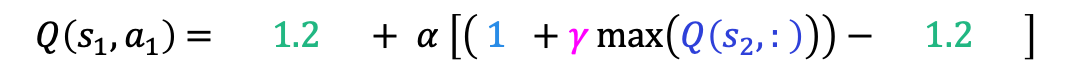 Q(s₁, a₁) = 1.2 + α [(1 + γ max(Q(s₂, : ))) − 1.2 ]